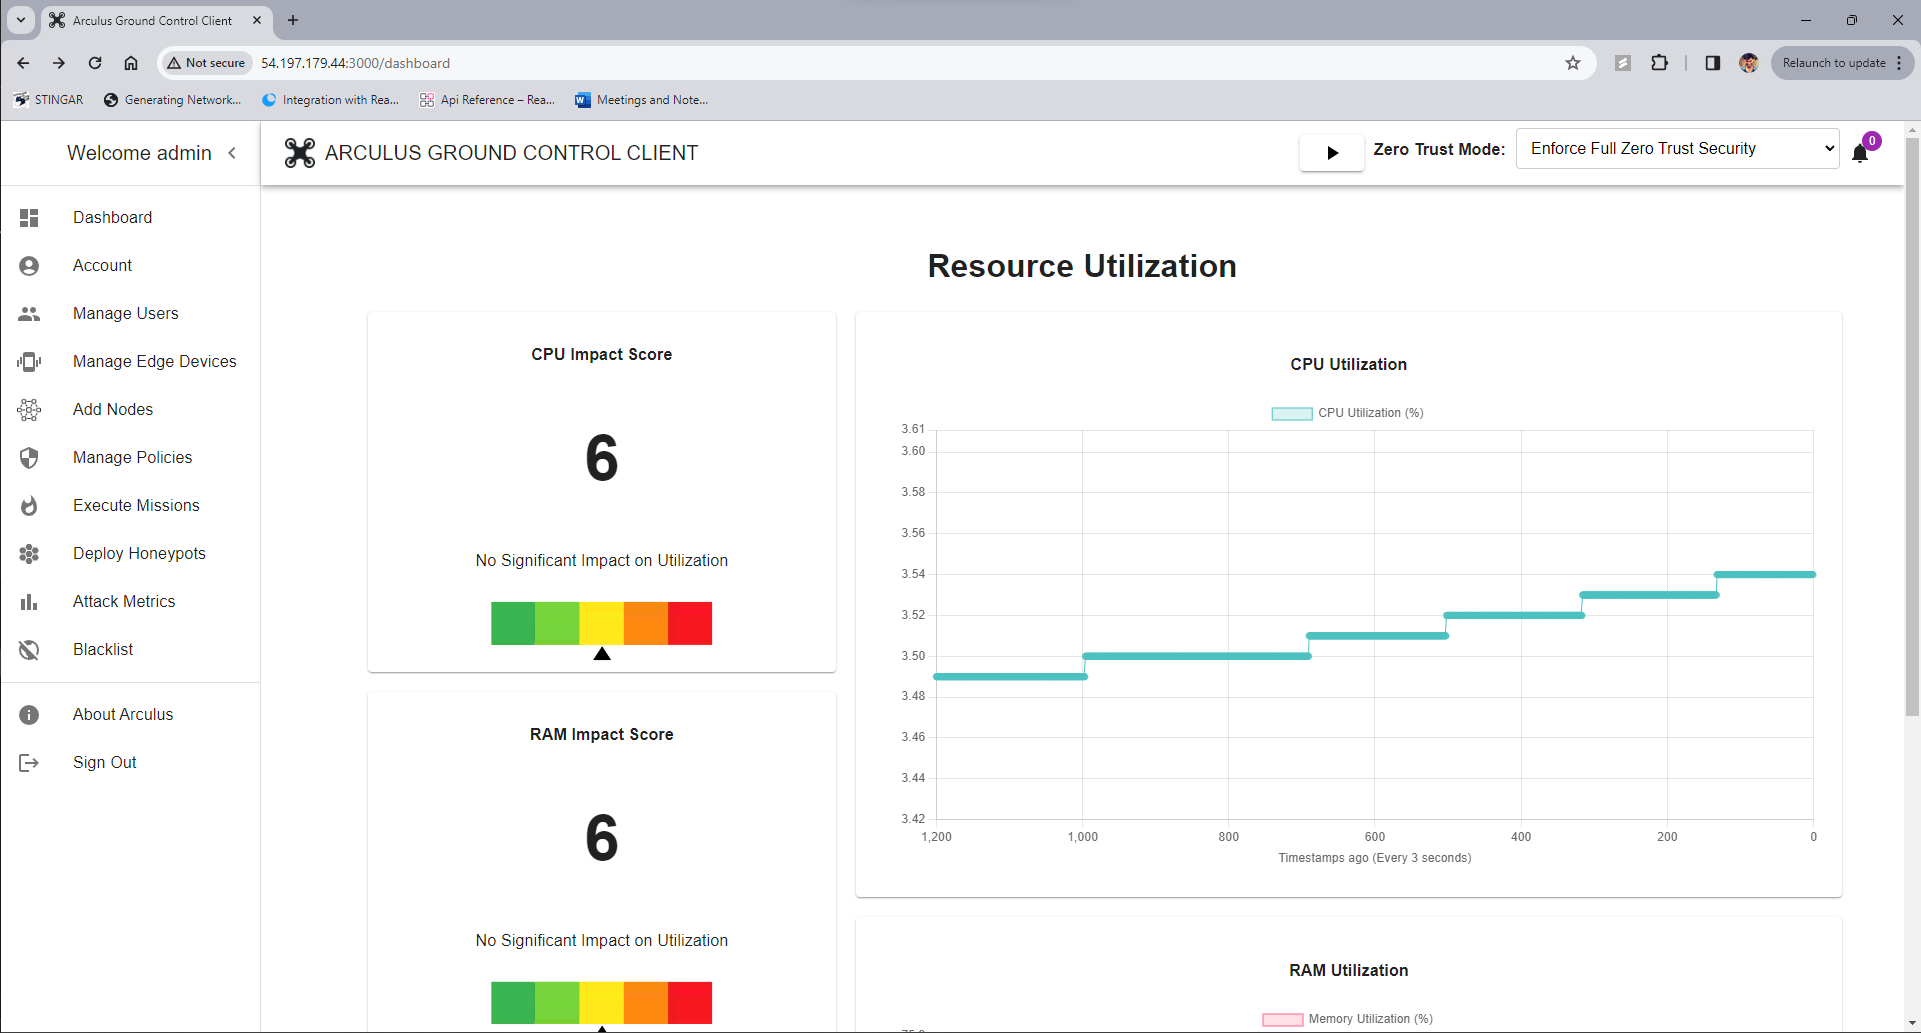 Arculus Ground Control Client
Not secure
54.197.179.44:3000/dashboard
Relaunch to update
STINGAR
Generating Network...
Integration with Rea...
Api Reference – Rea...
Meetings and Note...
Welcome admin
ARCULUS GROUND CONTROL CLIENT
Zero Trust Mode:
Enforce Full Zero Trust Security
0
Dashboard
Account
Manage Users
Manage Edge Devices
Add Nodes
Manage Policies
Execute Missions
Deploy Honeypots
Attack Metrics
Blacklist
About Arculus
Sign Out
Resource Utilization
CPU Impact Score
6
No Significant Impact on Utilization
RAM Impact Score
6
No Significant Impact on Utilization
CPU Utilization
CPU Utilization (%)
3.61
3.60
3.58
3.56
3.54
3.52
3.50
3.48
3.46
3.44
3.42
1,200 1,000 800 600 400 200 0
Timestamps ago (Every 3 seconds)
RAM Utilization
Memory Utilization (%)